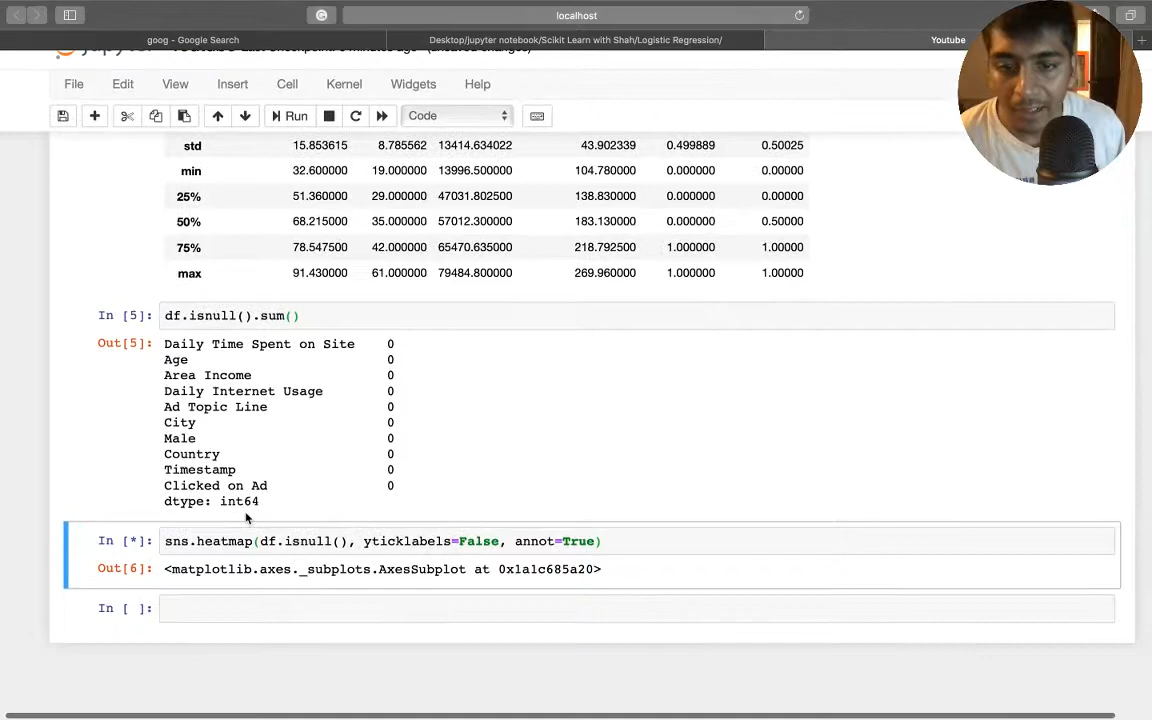 localhost
goog - Google Search
Desktop/jupyter notebook/Scikit Learn with Shah/Logistic Regression/
Youtube
File Edit View Insert Cell Kernel Widgets Help
Run
Code
std 15.853615 8.785562 13414.634022 43.902339 0.499889 0.50025
min 32.600000 19.000000 13996.500000 104.780000 0.000000 0.00000
25% 51.360000 29.000000 47031.802500 138.830000 0.000000 0.00000
50% 68.215000 35.000000 57012.300000 183.130000 0.000000 0.50000
75% 78.547500 42.000000 65470.635000 218.792500 1.000000 1.00000
max 91.430000 61.000000 79484.800000 269.960000 1.000000 1.00000
In [5]: df.isnull().sum()
Out[5]: Daily Time Spent on Site 0
Age 0
Area Income 0
Daily Internet Usage 0
Ad Topic Line 0
City 0
Male 0
Country 0
Timestamp 0
Clicked on Ad 0
dtype: int64
In [*]: sns.heatmap(df.isnull(), yticklabels=False, annot=True)
Out[6]: <matplotlib.axes._subplots.AxesSubplot at 0x1a1c685a20>
In [ ]: